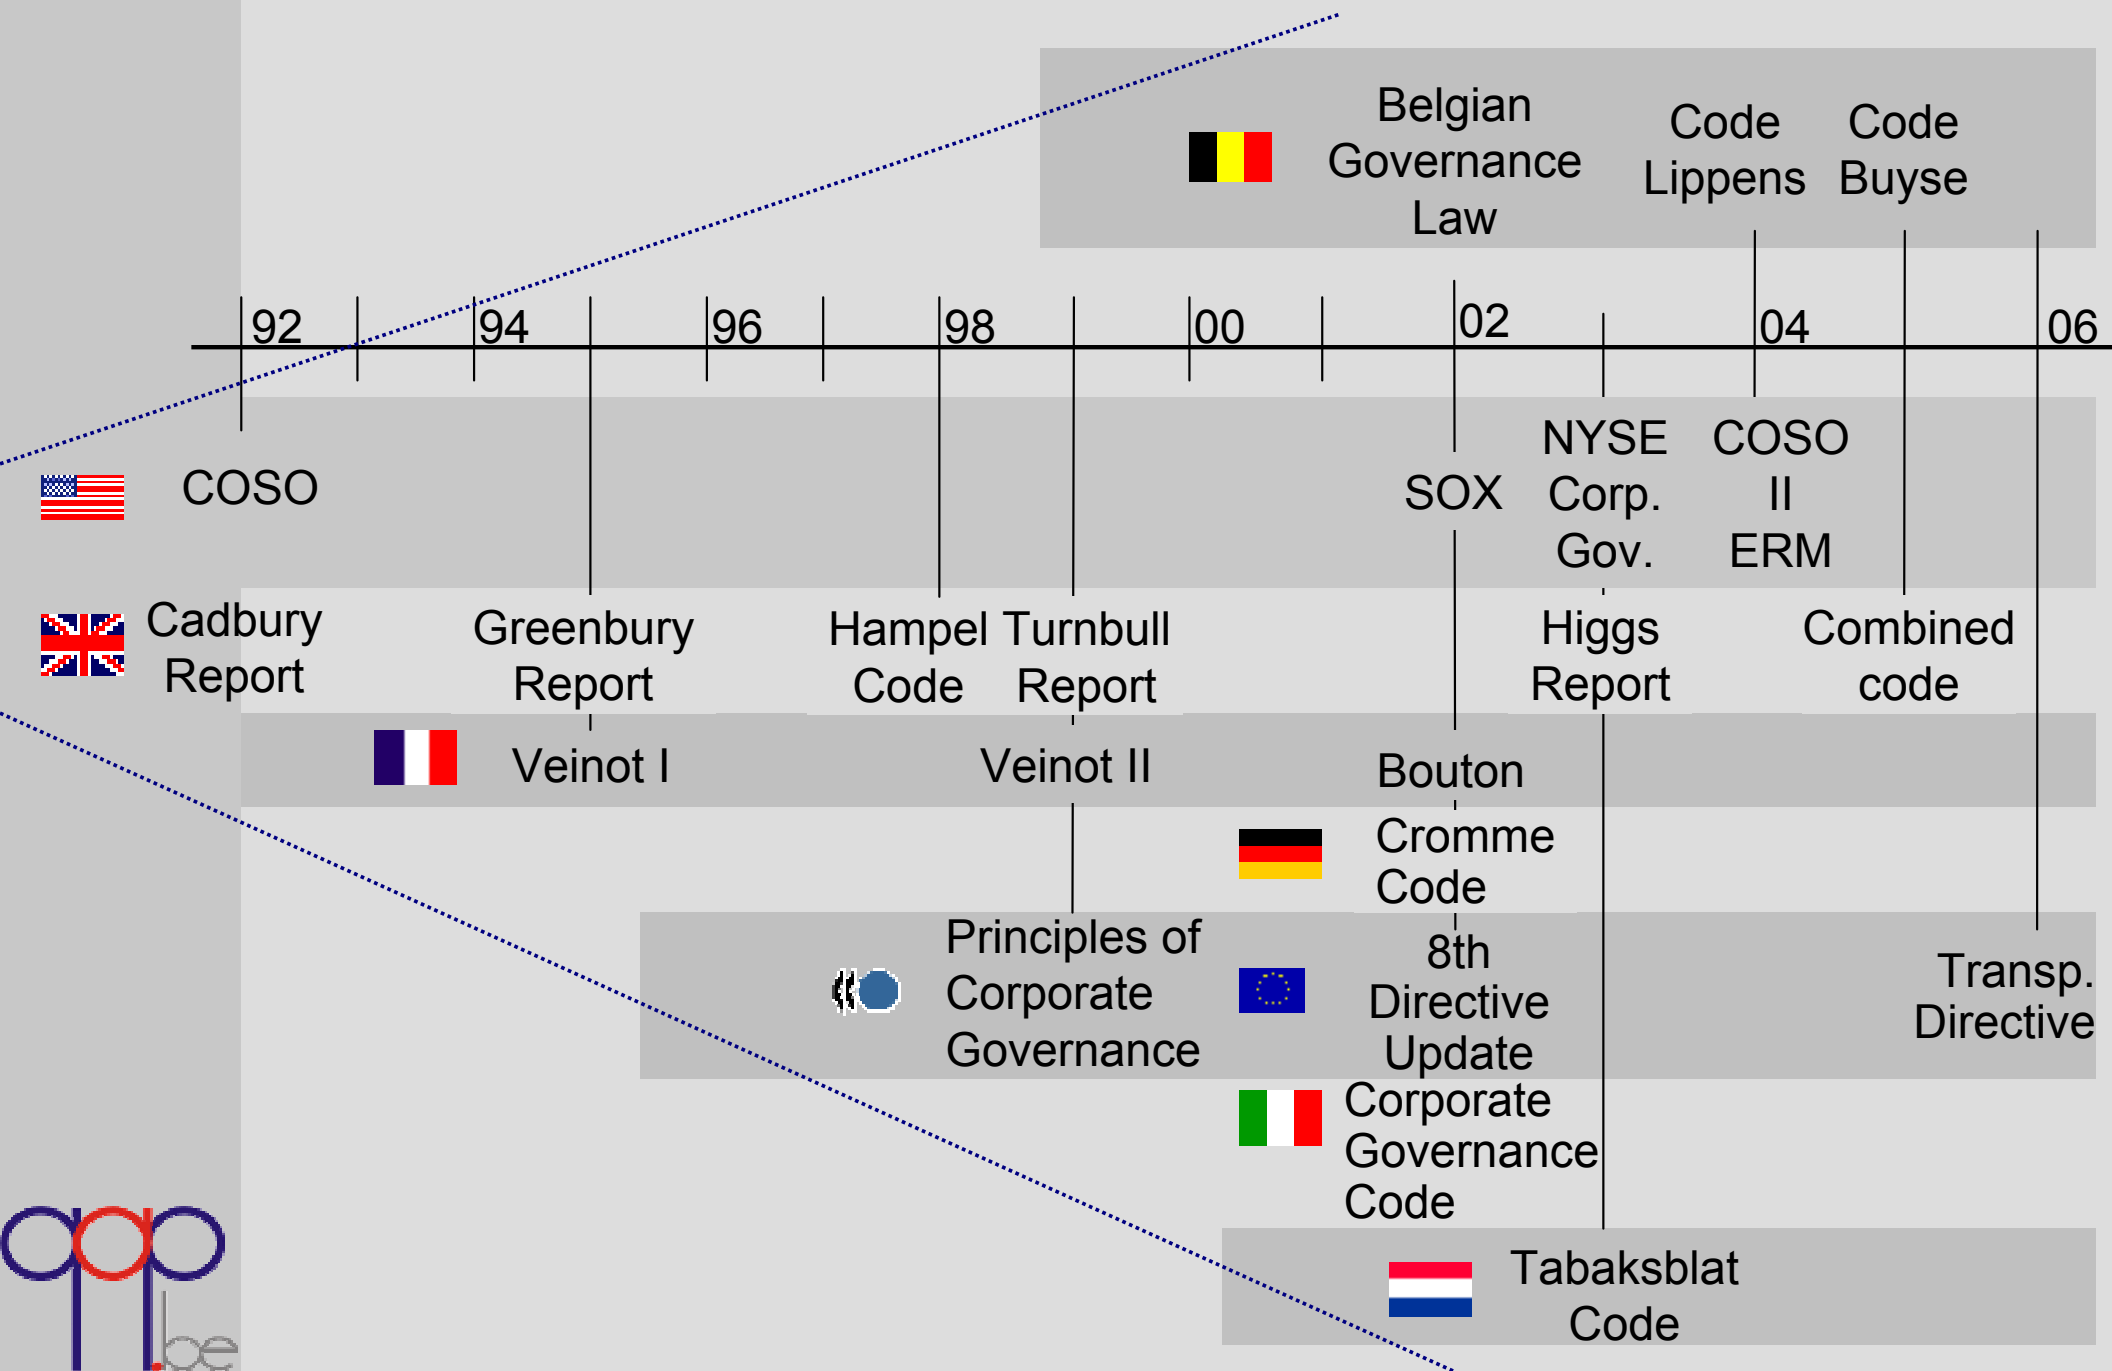 Belgian
Governance
Law
Code
Lippens
Code
Buyse
92
94
96
98
00
02
04
06
COSO
SOX
NYSE
Corp.
Gov.
COSO
II
ERM
Cadbury
Report
Greenbury
Report
Hampel
Code
Turnbull
Report
Higgs
Report
Combined
code
Veinot I
Veinot II
Bouton
Cromme
Code
Principles of
Corporate
Governance
8th
Directive
Update
Transp.
Directive
Corporate
Governance
Code
Tabaksblat
Code
.be